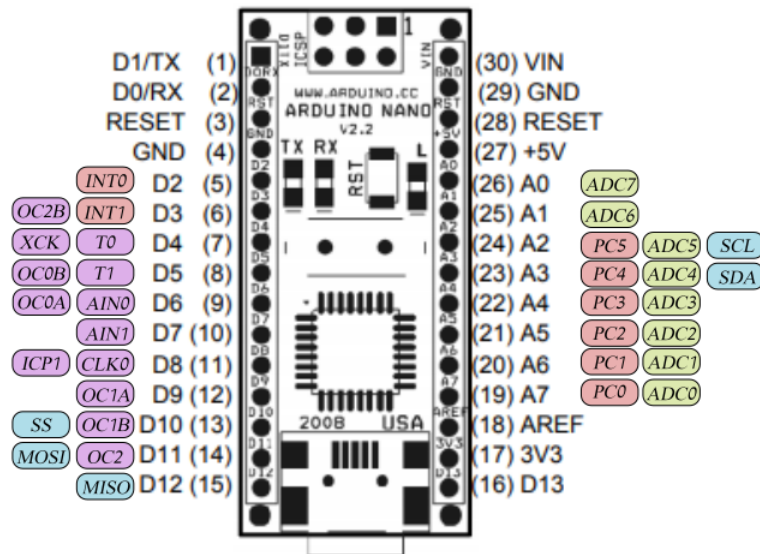 1
DITX ICSP VIN
D1/TX (1) (30) VIN
D0RX GND
D0/RX (2) WWW.ARDUINO.CC (29) GND
RST ARDUINO NANO RST
RESET (3) (28) RESET
GND V2.2 +5V
GND (4) TX RX L (27) +5V
D2 A0
INT0 D2 (5) RST (26) A0 ADC7
D3 A1
OC2B INT1 D3 (6) (25) A1 ADC6
D4 A2
XCK T0 D4 (7) (24) A2 PC5 ADC5 SCL
D5 A3
OC0B T1 D5 (8) (23) A3 PC4 ADC4 SDA
D6 A4
OC0A AIN0 D6 (9) (22) A4 PC3 ADC3
D7 A5
AIN1 D7 (10) (21) A5 PC2 ADC2
D8 A6
ICP1 CLK0 D8 (11) (20) A6 PC1 ADC1
D9 A7
OC1A D9 (12) (19) A7 PC0 ADC0
D10 AREF
SS OC1B D10 (13) 2008 USA (18) AREF
D11 3V3
MOSI OC2 D11 (14) (17) 3V3
D12 D13
MISO D12 (15) (16) D13